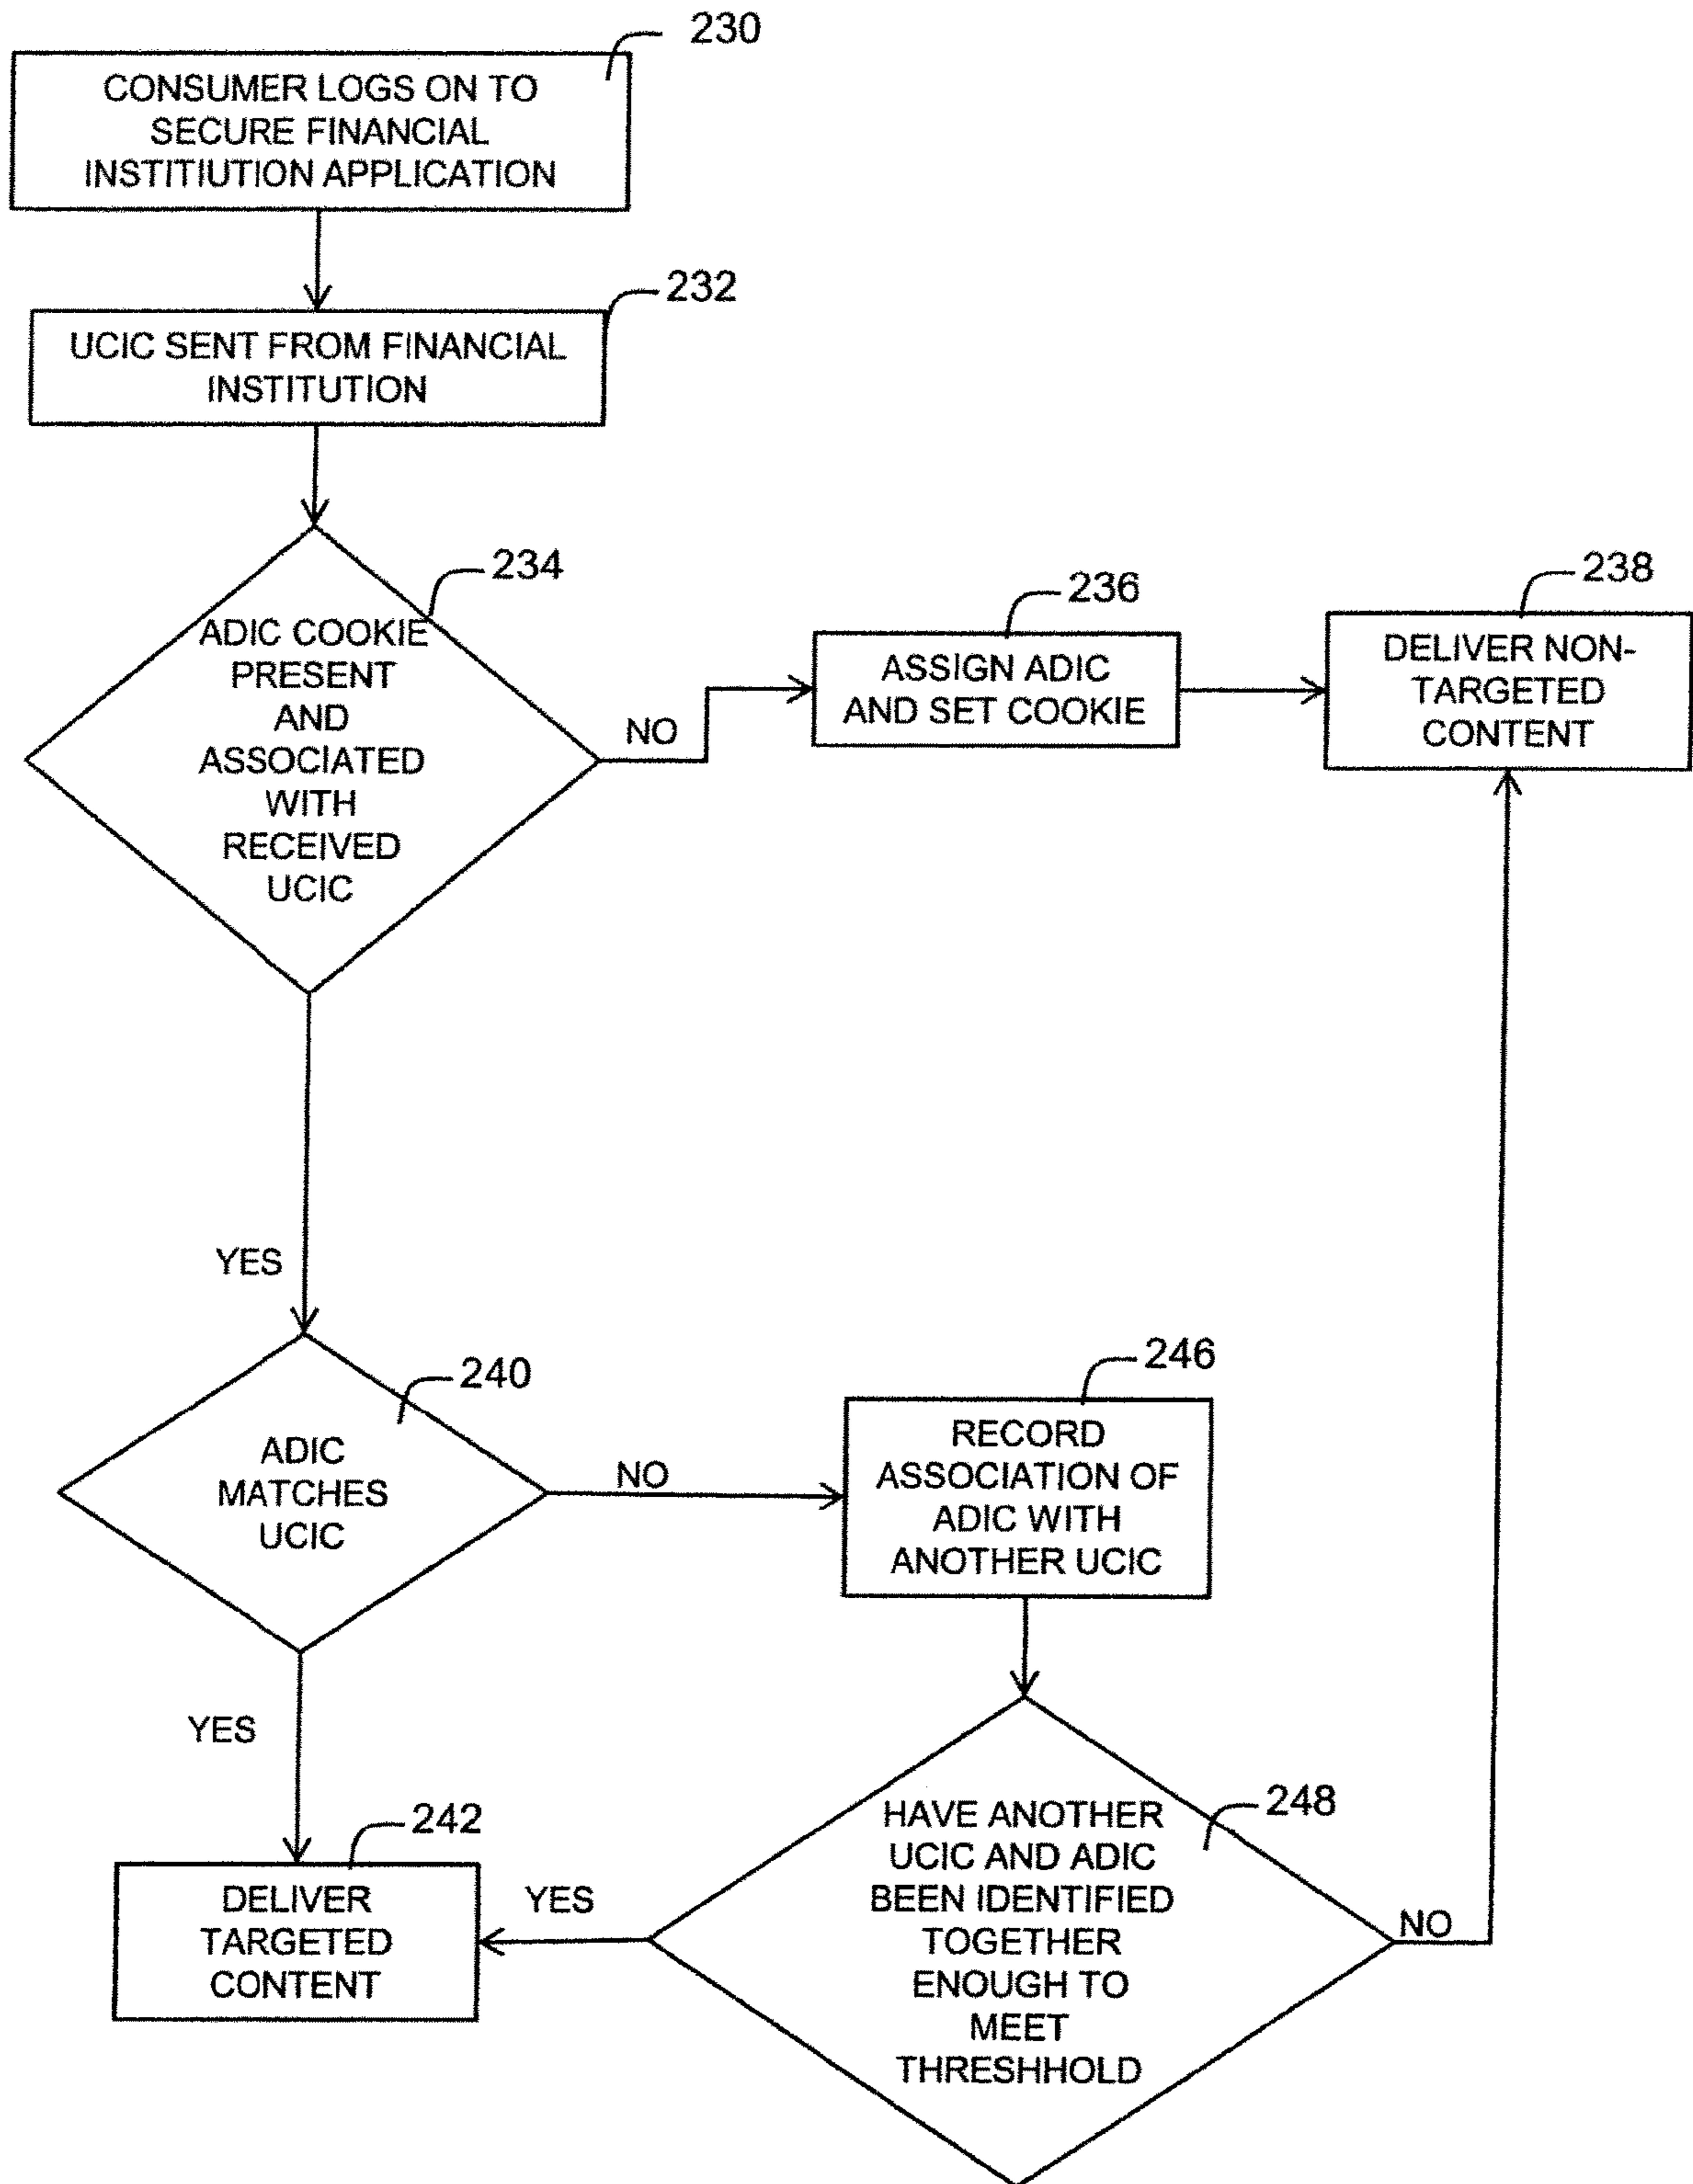 230
CONSUMER LOGS ON TO
SECURE FINANCIAL
INSTITIUTION APPLICATION
232
UCIC SENT FROM FINANCIAL
INSTITUTION
234
ADIC COOKIE
PRESENT
AND
ASSOCIATED
WITH
RECEIVED
UCIC
NO
236
ASSIGN ADIC
AND SET COOKIE
238
DELIVER NON-
TARGETED
CONTENT
YES
240
ADIC
MATCHES
UCIC
NO
246
RECORD
ASSOCIATION OF
ADIC WITH
ANOTHER UCIC
YES
242
DELIVER
TARGETED
CONTENT
YES
248
HAVE ANOTHER
UCIC AND ADIC
BEEN IDENTIFIED
TOGETHER
ENOUGH TO
MEET
THRESHHOLD
NO